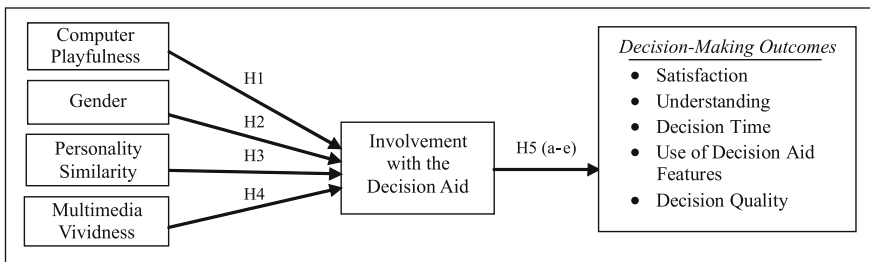 Computer
Playfulness
Gender
Personality
Similarity
Multimedia
Vividness
H1
H2
H3
H4
Involvement
with the
Decision Aid
H5 (a-e)
Decision-Making Outcomes
● Satisfaction
● Understanding
● Decision Time
● Use of Decision Aid
Features
● Decision Quality